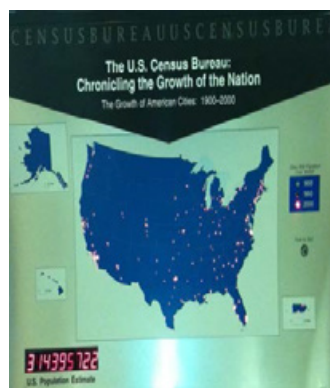 CENSUSBUREAUUSCENSUSBUREA
The U.S. Census Bureau:
Chronicling the Growth of the Nation
The Growth of American Cities: 1900–2000
314395722
U.S. Population Estimate